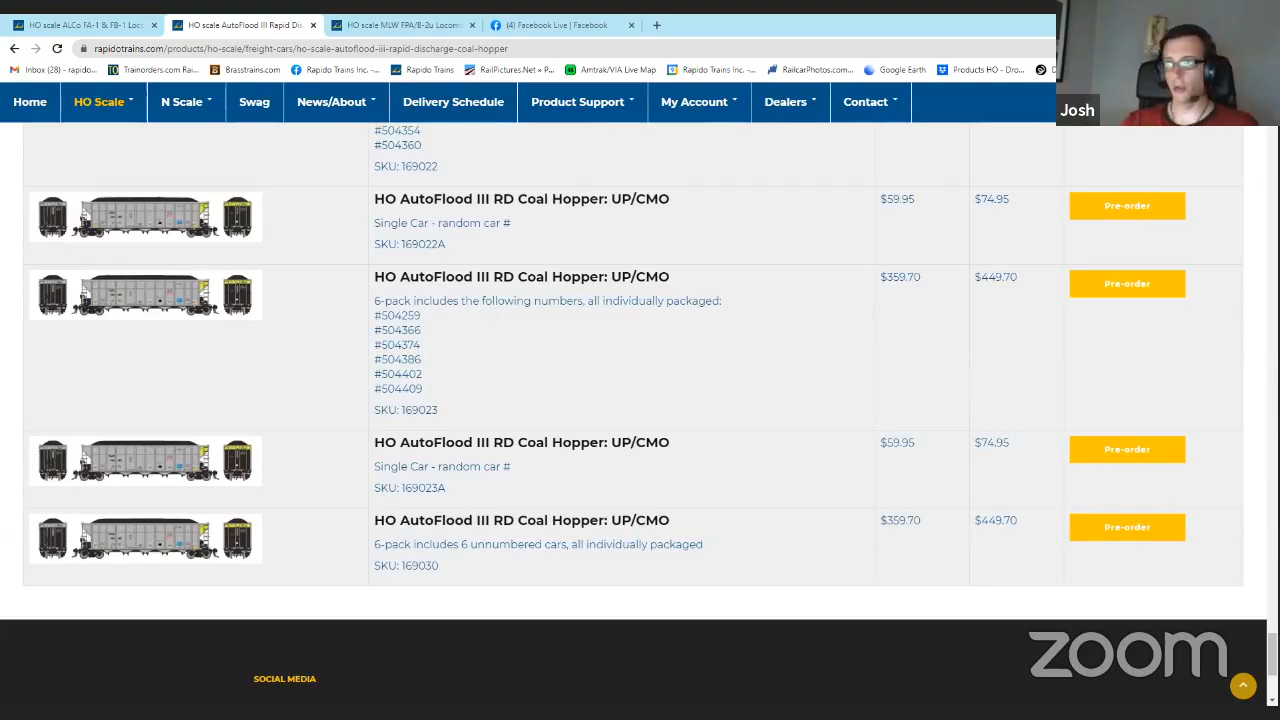 HO scale ALCo FA-1 & FB-1 Loco
HO scale AutoFlood III Rapid Dis
HO scale MLW FPA/B-2u Locom
(4) Facebook Live | Facebook
rapidotrains.com/products/ho-scale/freight-cars/ho-scale-autoflood-iii-rapid-discharge-coal-hopper
Inbox (28) - rapido...
Trainorders.com Rai...
Brasstrains.com
Rapido Trains Inc. -...
Rapido Trains
RailPictures.Net » P...
Amtrak/VIA Live Map
Rapido Trains Inc. -...
RailcarPhotos.com...
Google Earth
Products HO - Dro...
D
Josh
Home
HO Scale
N Scale
Swag
News/About
Delivery Schedule
Product Support
My Account
Dealers
Contact
#504354
#504360
SKU: 169022
HO AutoFlood III RD Coal Hopper: UP/CMO
$59.95
$74.95
Pre-order
Single Car - random car #
SKU: 169022A
HO AutoFlood III RD Coal Hopper: UP/CMO
$359.70
$449.70
Pre-order
6-pack includes the following numbers, all individually packaged:
#504259
#504366
#504374
#504386
#504402
#504409
SKU: 169023
HO AutoFlood III RD Coal Hopper: UP/CMO
$59.95
$74.95
Pre-order
Single Car - random car #
SKU: 169023A
HO AutoFlood III RD Coal Hopper: UP/CMO
$359.70
$449.70
Pre-order
6-pack includes 6 unnumbered cars, all individually packaged
SKU: 169030
zoom
SOCIAL MEDIA